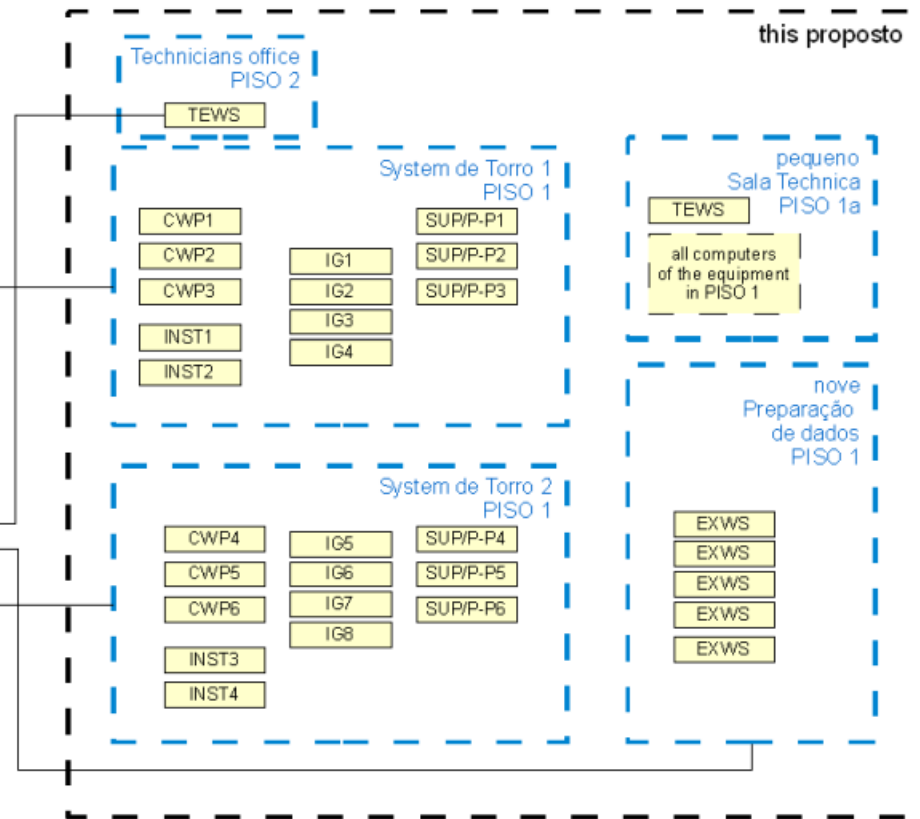 this proposto
Technicians office
PISO 2
TEWS
System de Torro 1
PISO 1
CWP1
CWP2
CWP3
INST1
INST2
IG1
IG2
IG3
IG4
SUP/P-P1
SUP/P-P2
SUP/P-P3
pequeno
Sala Technica
PISO 1a
TEWS
all computers
of the equipment
in PISO 1
System de Torro 2
PISO 1
CWP4
CWP5
CWP6
INST3
INST4
IG5
IG6
IG7
IG8
SUP/P-P4
SUP/P-P5
SUP/P-P6
nove
Preparação
de dados
PISO 1
EXWS
EXWS
EXWS
EXWS
EXWS